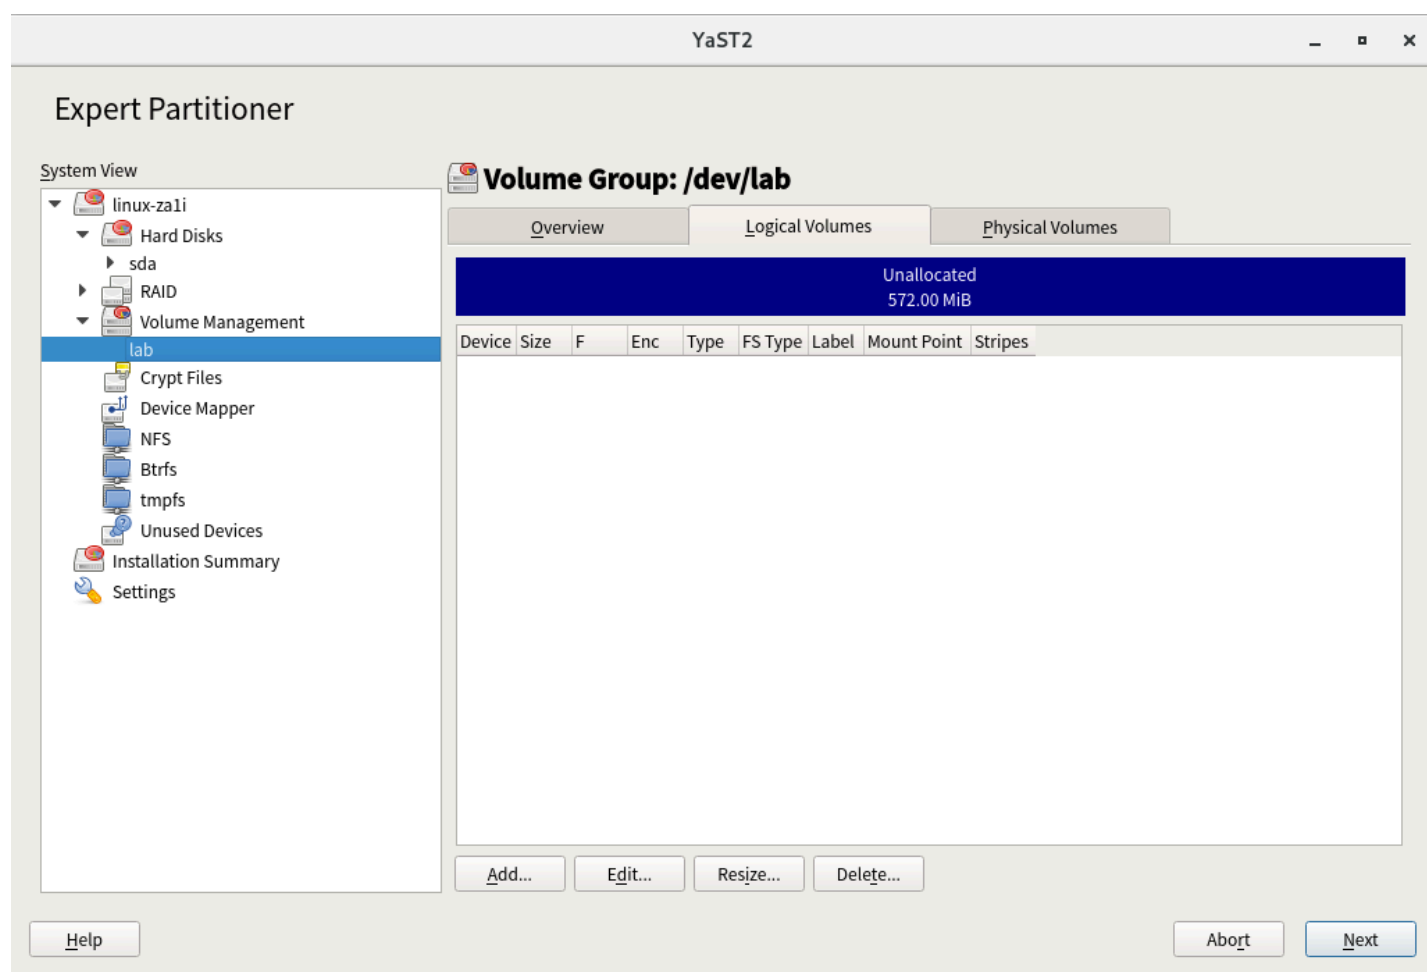 YaST2
Expert Partitioner
System View
linux-za1i
Hard Disks
sda
RAID
Volume Management
lab
Crypt Files
Device Mapper
NFS
Btrfs
tmpfs
Unused Devices
Installation Summary
Settings
Volume Group: /dev/lab
Overview Logical Volumes Physical Volumes
Unallocated
572.00 MiB
Device Size F Enc Type FS Type Label Mount Point Stripes
Add... Edit... Resize... Delete...
Help Abort Next